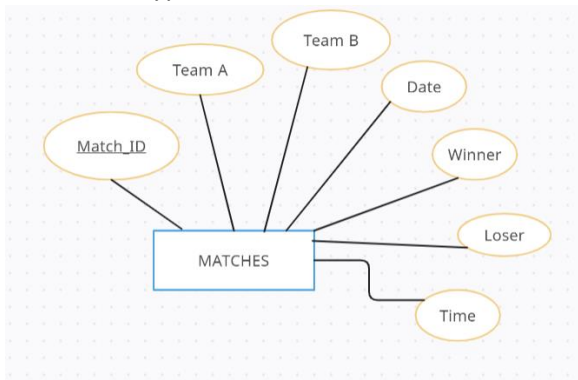 Team B
Team A
Date
Match_ID
Winner
Loser
MATCHES
Time